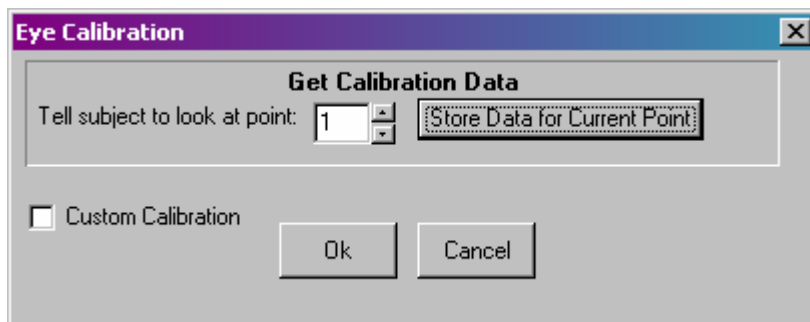 Eye Calibration
Get Calibration Data
Tell subject to look at point: 1 Store Data for Current Point
Custom Calibration
Ok Cancel